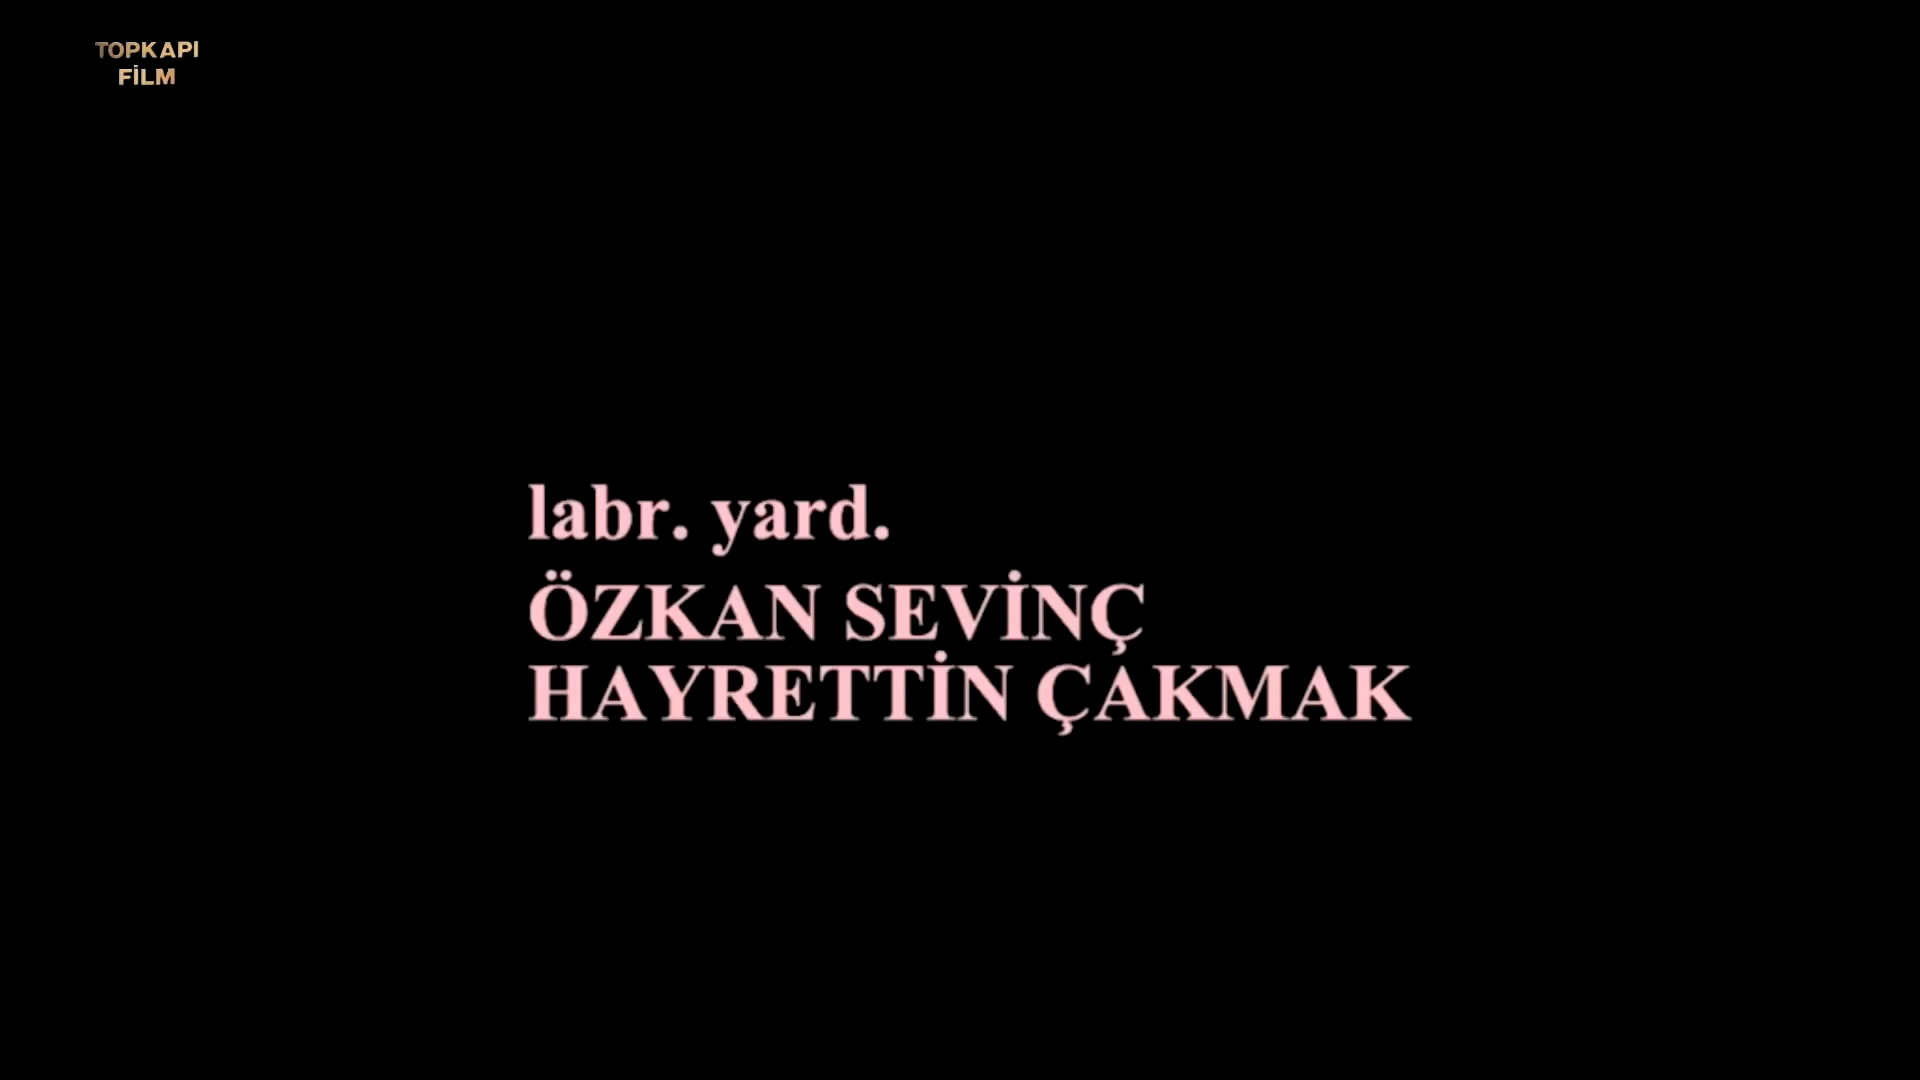 TOPKAPI
FİLM
labr. yard.
ÖZKAN SEVİNÇ
HAYRETTİN ÇAKMAK